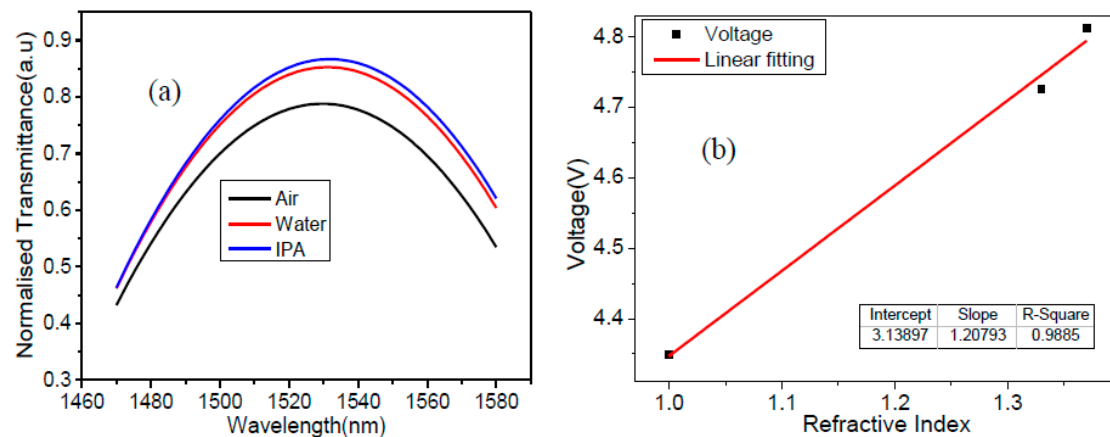 Normalised Transmittance(a.u)
0.9
0.8
0.7
0.6
0.5
0.4
0.3
(a)
Air
Water
IPA
1460 1480 1500 1520 1540 1560 1580
Wavelength(nm)
Voltage(V)
4.8
4.7
4.6
4.5
4.4
Voltage
Linear fitting
(b)
Intercept Slope R-Square
3.13897 1.20793 0.9885
1.0 1.1 1.2 1.3
Refractive Index